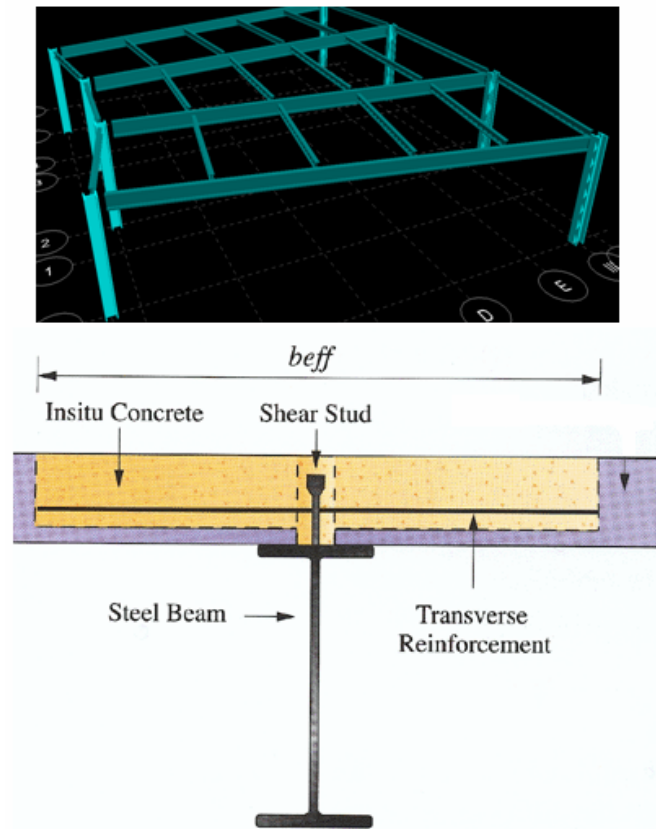 2
1
D
E
beff
Insitu Concrete
Shear Stud
Steel Beam
Transverse
Reinforcement